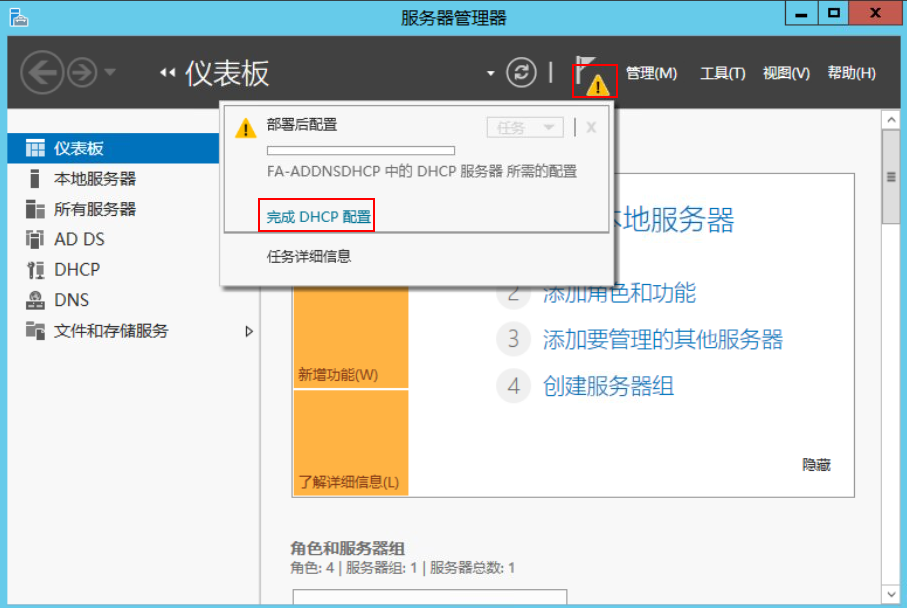 服务器管理器
仪表板
管理(M) 工具(T) 视图(V) 帮助(H)
部署后配置
任务
FA-ADDNSDHCP 中的 DHCP 服务器 所需的配置
完成 DHCP 配置
任务详细信息
仪表板
本地服务器
所有服务器
AD DS
DHCP
DNS
文件和存储服务
本地服务器
2 添加角色和功能
3 添加要管理的其他服务器
4 创建服务器组
新增功能(W)
了解详细信息(L)
隐藏
角色和服务器组
角色: 4 | 服务器组: 1 | 服务器总数: 1